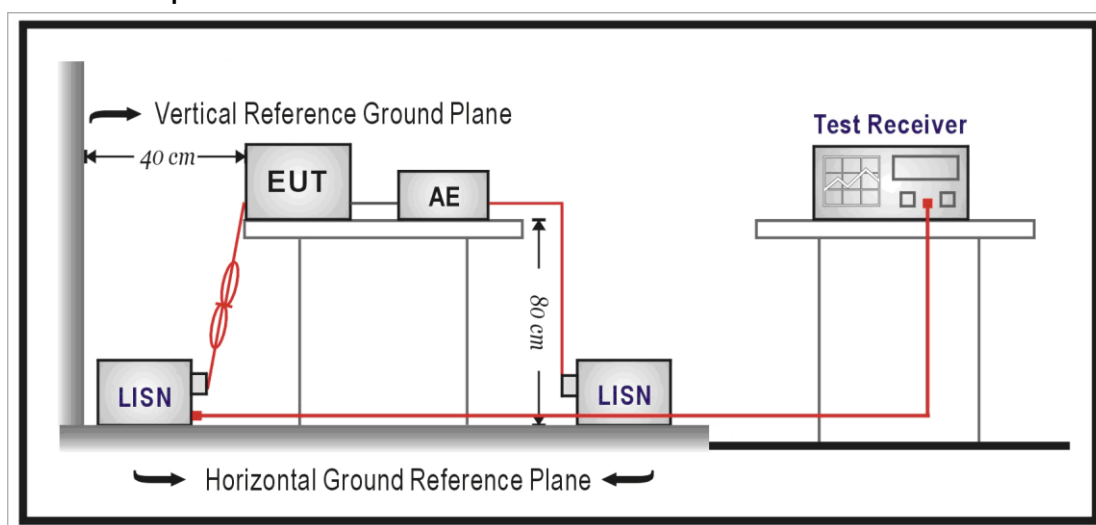 Vertical Reference Ground Plane
Test Receiver
40 cm
EUT
AE
80 cm
LISN
LISN
Horizontal Ground Reference Plane